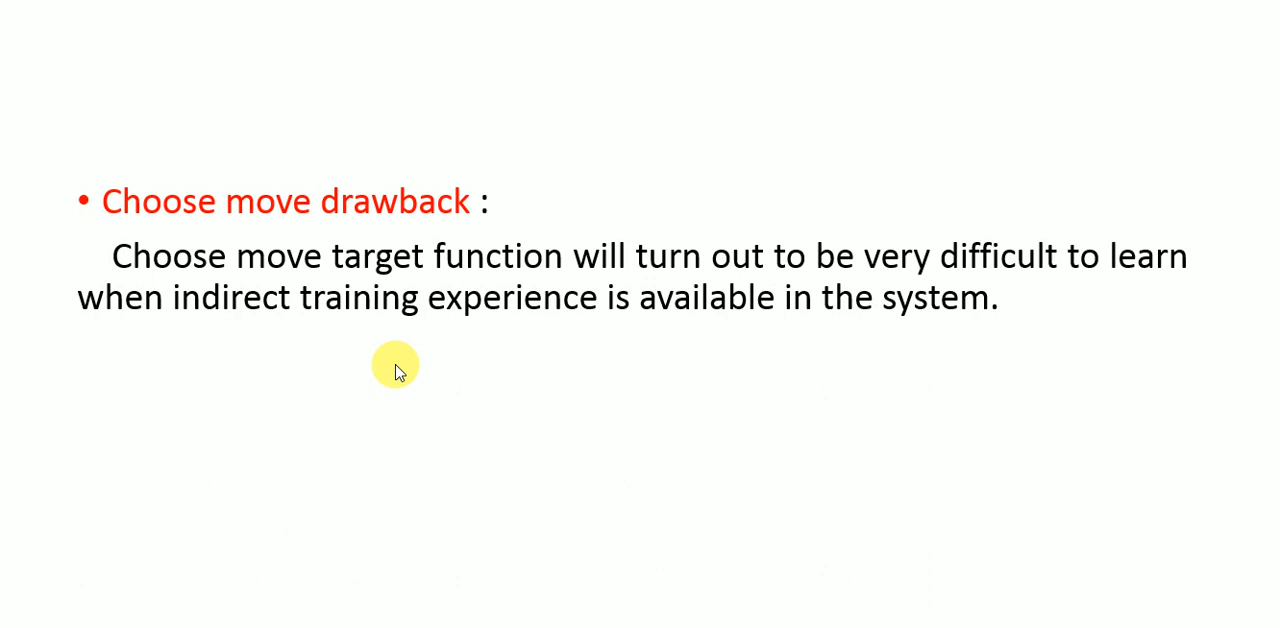 • Choose move drawback :
Choose move target function will turn out to be very difficult to learn
when indirect training experience is available in the system.